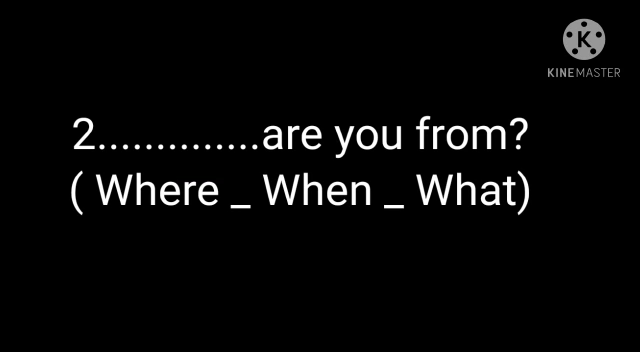 K
KINEMASTER
2..............are you from?
( Where _ When _ What)